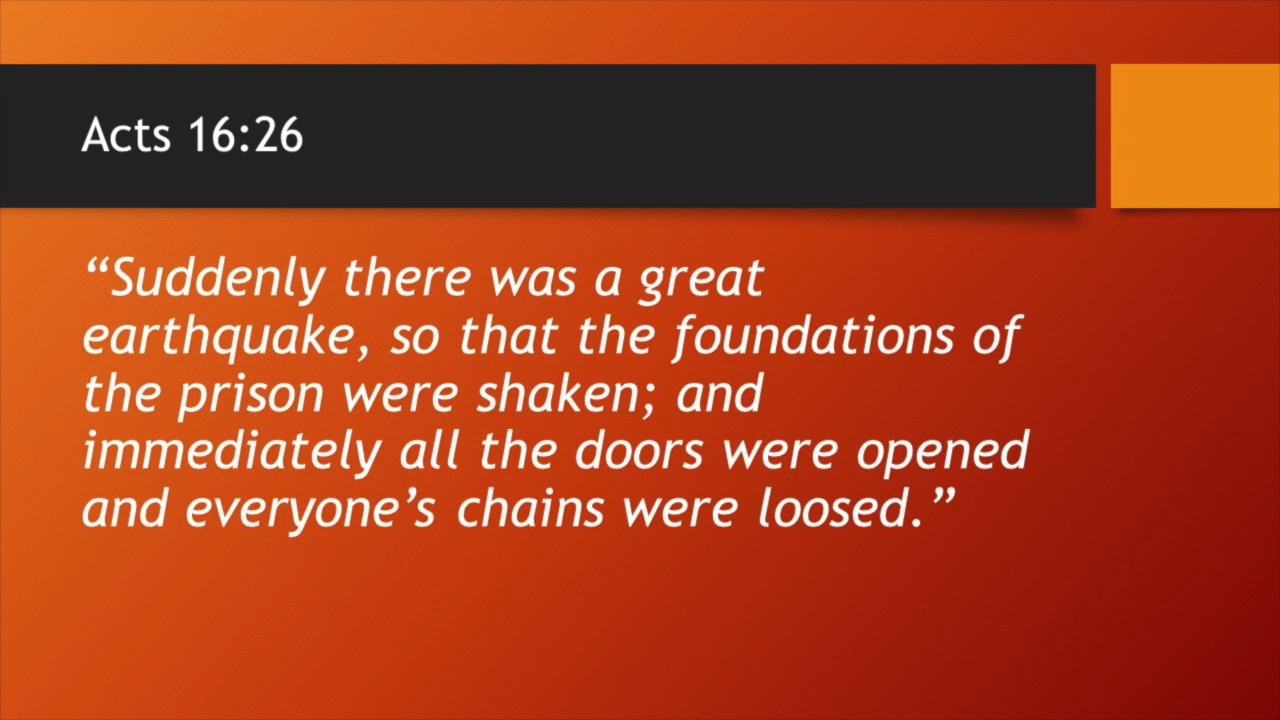 Acts 16:26
“Suddenly there was a great
earthquake, so that the foundations of
the prison were shaken; and
immediately all the doors were opened
and everyone’s chains were loosed.”